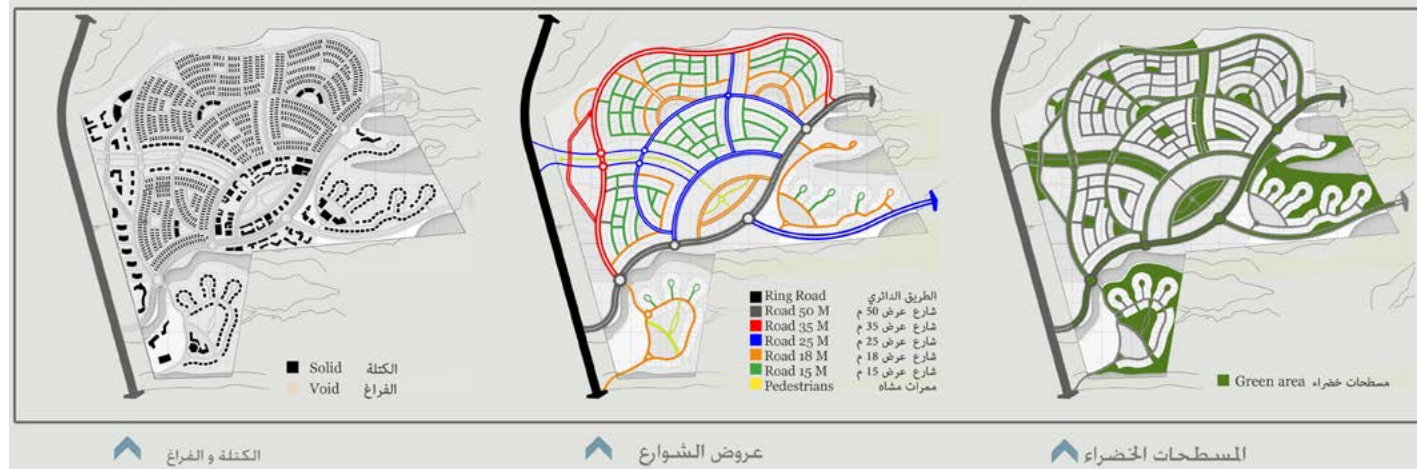 Solid الكتلة
Void الفراغ
Ring Road الطريق الدائري
Road 50 M شارع عرض 50 م
Road 35 M شارع عرض 35 م
Road 25 M شارع عرض 25 م
Road 18 M شارع عرض 18 م
Road 15 M شارع عرض 15 م
Pedestrians ممرات مشاه
Green area مسطحات خضراء
الكتلة و الفراغ
عروض الشوارع
المسطحات الخضراء